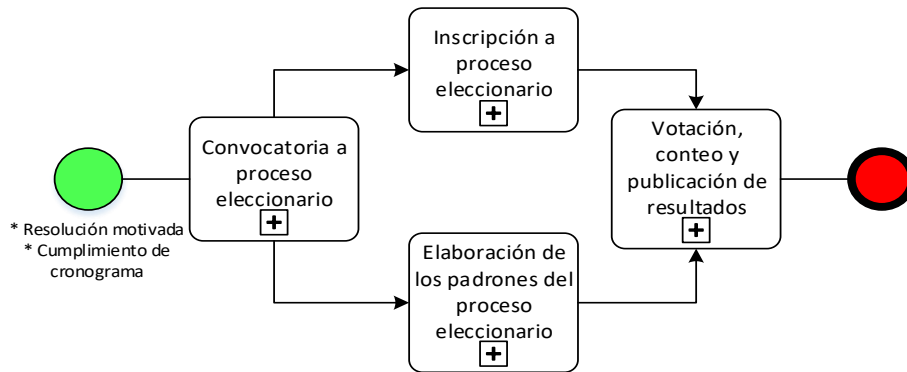 * Resolución motivada
* Cumplimiento de
cronograma
Convocatoria a
proceso
eleccionario
Inscripción a
proceso
eleccionario
Elaboración de
los padrones del
proceso
eleccionario
Votación,
conteo y
publicación de
resultados